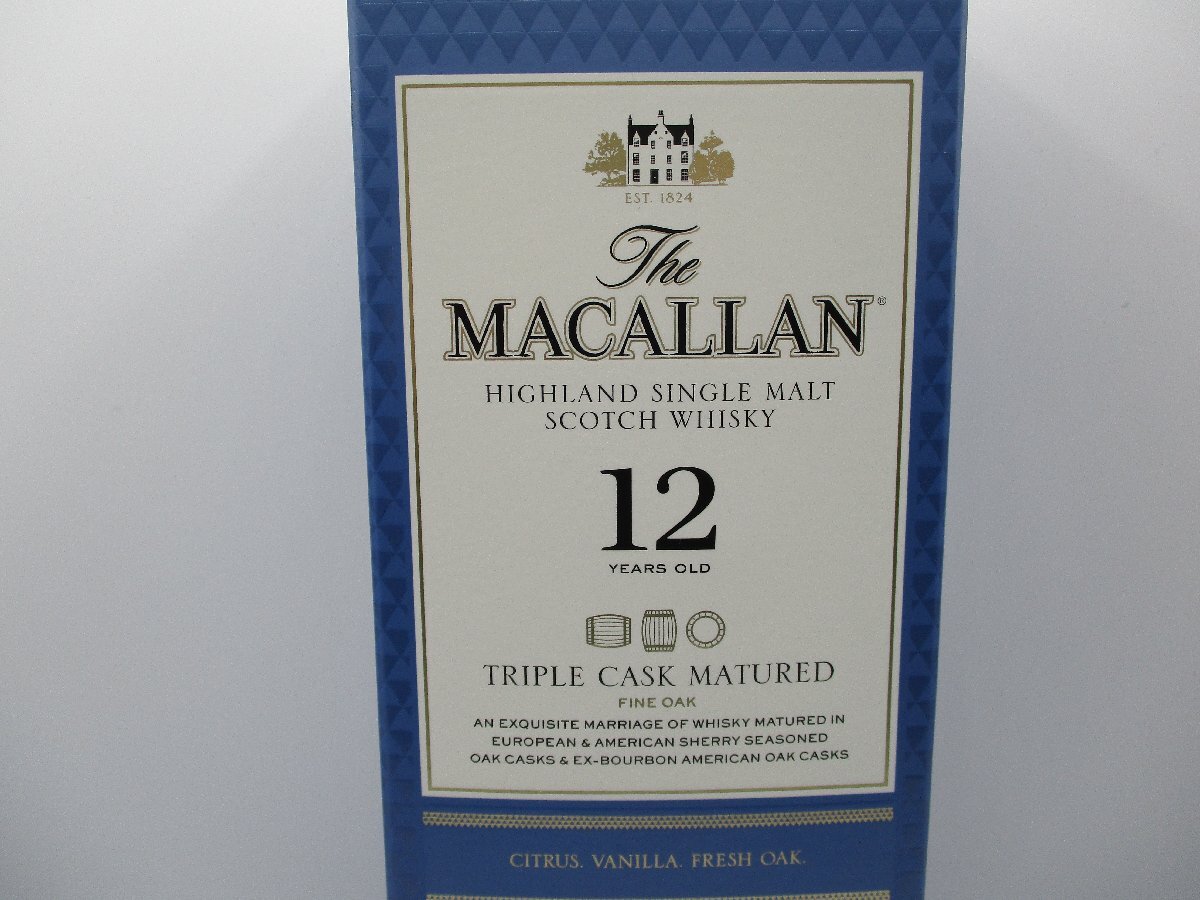 EST. 1824
The
MACALLAN®
HIGHLAND SINGLE MALT
SCOTCH WHISKY
12
YEARS OLD
TRIPLE CASK MATURED
FINE OAK
AN EXQUISITE MARRIAGE OF WHISKY MATURED IN
EUROPEAN & AMERICAN SHERRY SEASONED
OAK CASKS & EX-BOURBON AMERICAN OAK CASKS
CITRUS. VANILLA. FRESH OAK.